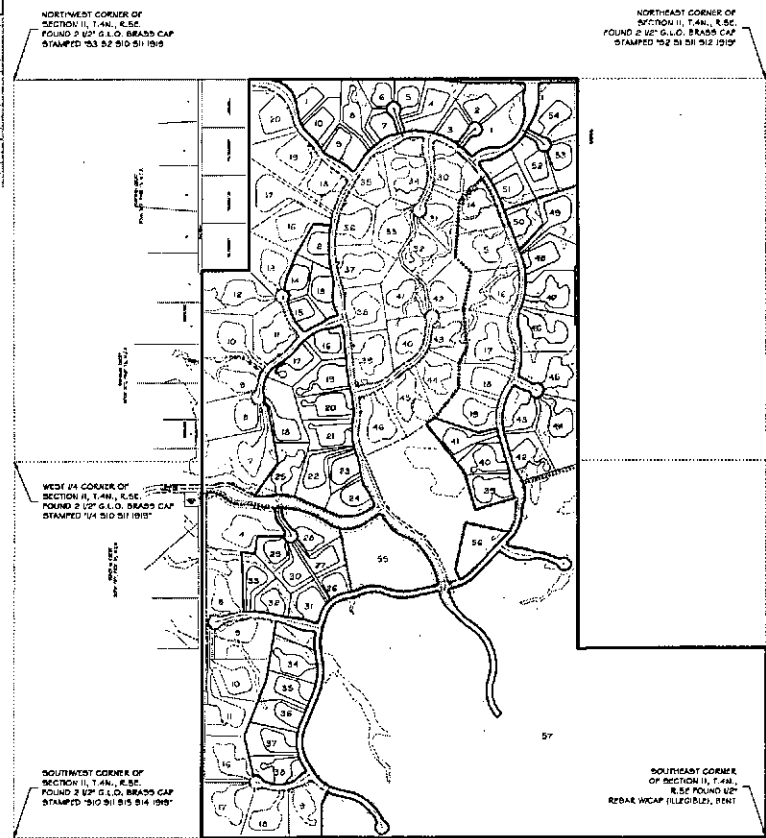 NORTHWEST CORNER OF
SECTION 11, T.4N., R.5E.
FOUND 2 1/2" G.L.O. BRASS CAP
STAMPED "S3 S2 S10 S11 1919"
NORTHEAST CORNER OF
SECTION 11, T.4N., R.5E.
FOUND 2 1/2" G.L.O. BRASS CAP
STAMPED "S2 S1 S11 S12 1919"
20 1 10 8 9 6 5 7 4 3 2 1 54
53 52 51
19 18 17 35 34 30 31 14
16 2 36 33 32 5 50 49 48
13 14 13 37 41 42 16 47
12 15 38 46
11 10 17 16 39 40 43 17
9 19 44 18 45
8 20 45 19 43 44
18 21 46 41 42
7 25 22 23 40 39
24
WEST 1/4 CORNER OF
SECTION 11, T.4N., R.5E.
FOUND 2 1/2" G.L.O. BRASS CAP
STAMPED "1/4 S10 S11 1919"
4 29 28 55 56
33 30 27
32 31 26
9 34
10 35
11 36
37
16 38
17 18
57
SOUTHWEST CORNER OF
SECTION 11, T.4N., R.5E.
FOUND 2 1/2" G.L.O. BRASS CAP
STAMPED "S10 S11 S15 S14 1919"
SOUTHEAST CORNER
OF SECTION 11, T.4N.,
R.5E FOUND 1/2"
REBAR W/CAP (ILLEGIBLE), BENT